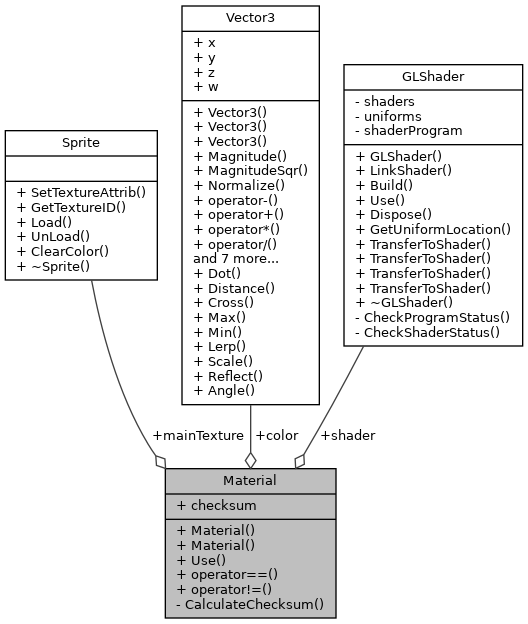 Vector3
+ x
+ y
+ z
+ w
+ Vector3()
+ Vector3()
+ Vector3()
+ Magnitude()
+ MagnitudeSqr()
+ Normalize()
+ operator-()
+ operator+()
+ operator*()
+ operator/()
and 7 more...
+ Dot()
+ Distance()
+ Cross()
+ Max()
+ Min()
+ Lerp()
+ Scale()
+ Reflect()
+ Angle()
GLShader
- shaders
- uniforms
- shaderProgram
+ GLShader()
+ LinkShader()
+ Build()
+ Use()
+ Dispose()
+ GetUniformLocation()
+ TransferToShader()
+ TransferToShader()
+ TransferToShader()
+ TransferToShader()
+ ~GLShader()
- CheckProgramStatus()
- CheckShaderStatus()
Sprite
+ SetTextureAttrib()
+ GetTextureID()
+ Load()
+ UnLoad()
+ ClearColor()
+ ~Sprite()
+mainTexture
+color
+shader
Material
+ checksum
+ Material()
+ Material()
+ Use()
+ operator==()
+ operator!=()
- CalculateChecksum()